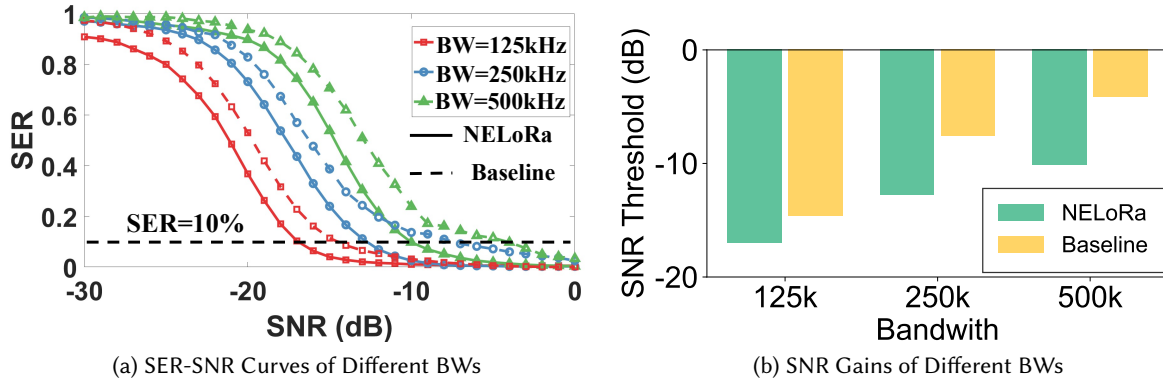 1
0.8
0.6
0.4
0.2
0
SER
BW=125kHz
BW=250kHz
BW=500kHz
NELoRa
Baseline
SER=10%
-30
-20
-10
0
SNR (dB)
(a) SER-SNR Curves of Different BWs
0
-10
-20
SNR Threshold (dB)
NELoRa
Baseline
125k
250k
500k
Bandwith
(b) SNR Gains of Different BWs